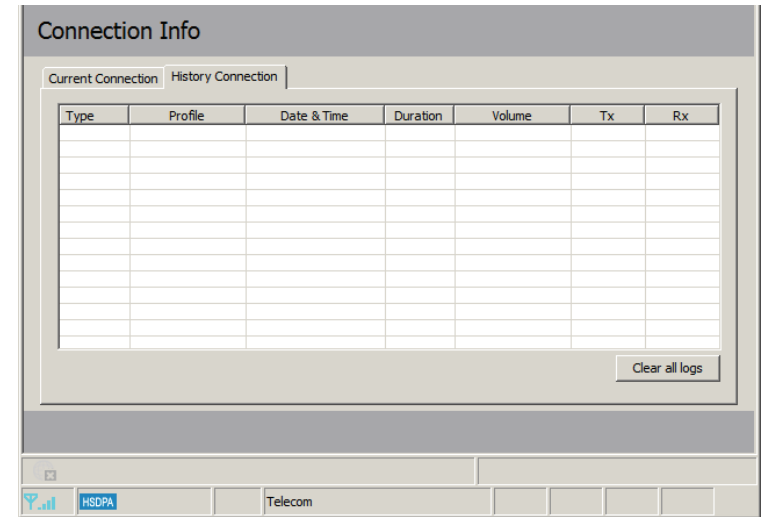 Connection Info
Current Connection History Connection
Type Profile Date & Time Duration Volume Tx Rx
Clear all logs
HSDPA Telecom